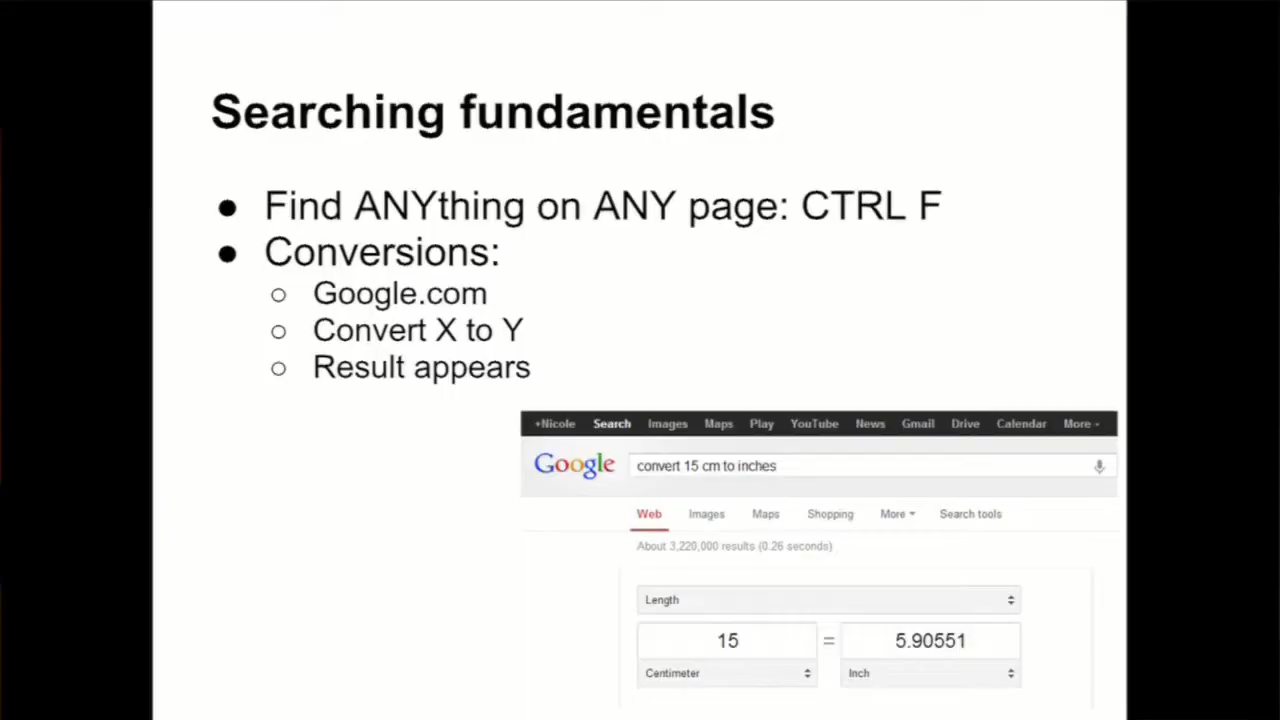 Searching fundamentals
● Find ANYthing on ANY page: CTRL F
● Conversions:
○ Google.com
○ Convert X to Y
○ Result appears
+Nicole Search Images Maps Play YouTube News Gmail Drive Calendar More
Google convert 15 cm to inches
Web Images Maps Shopping More Search tools
About 3,220,000 results (0.26 seconds)
Length
15 = 5.90551
Centimeter Inch